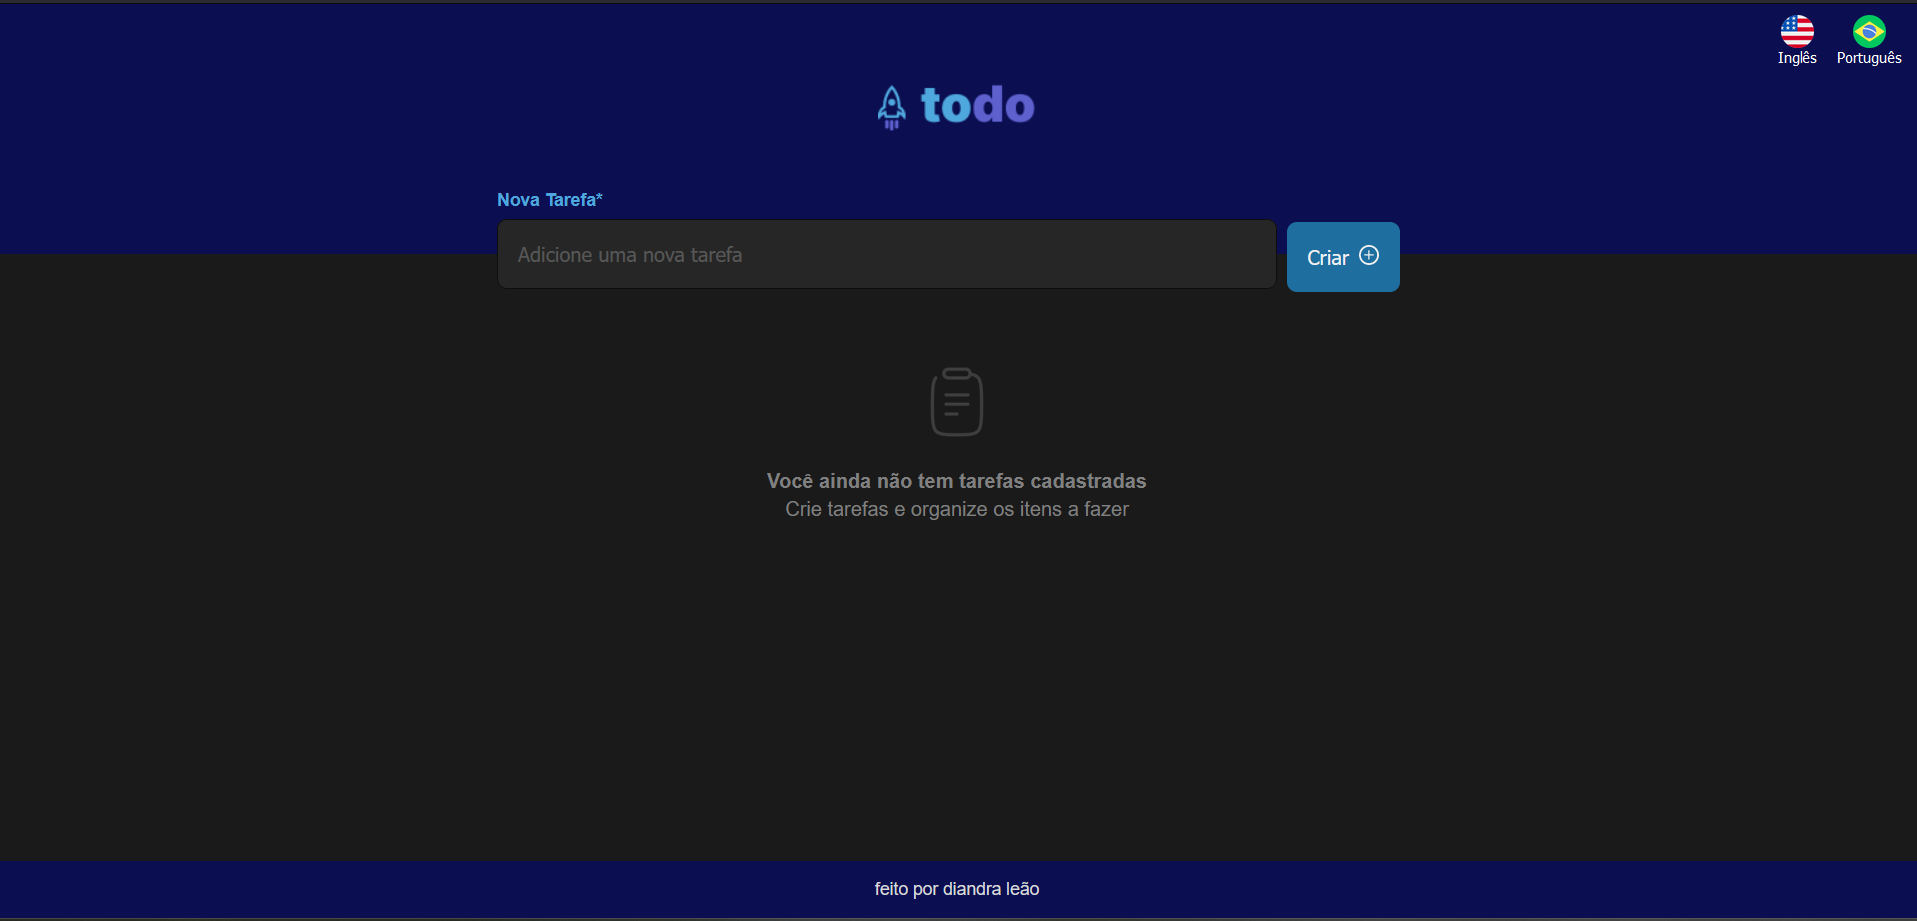 Inglês
Português
todo
Nova Tarefa*
Adicione uma nova tarefa
Criar
Você ainda não tem tarefas cadastradas
Crie tarefas e organize os itens a fazer
feito por diandra leão